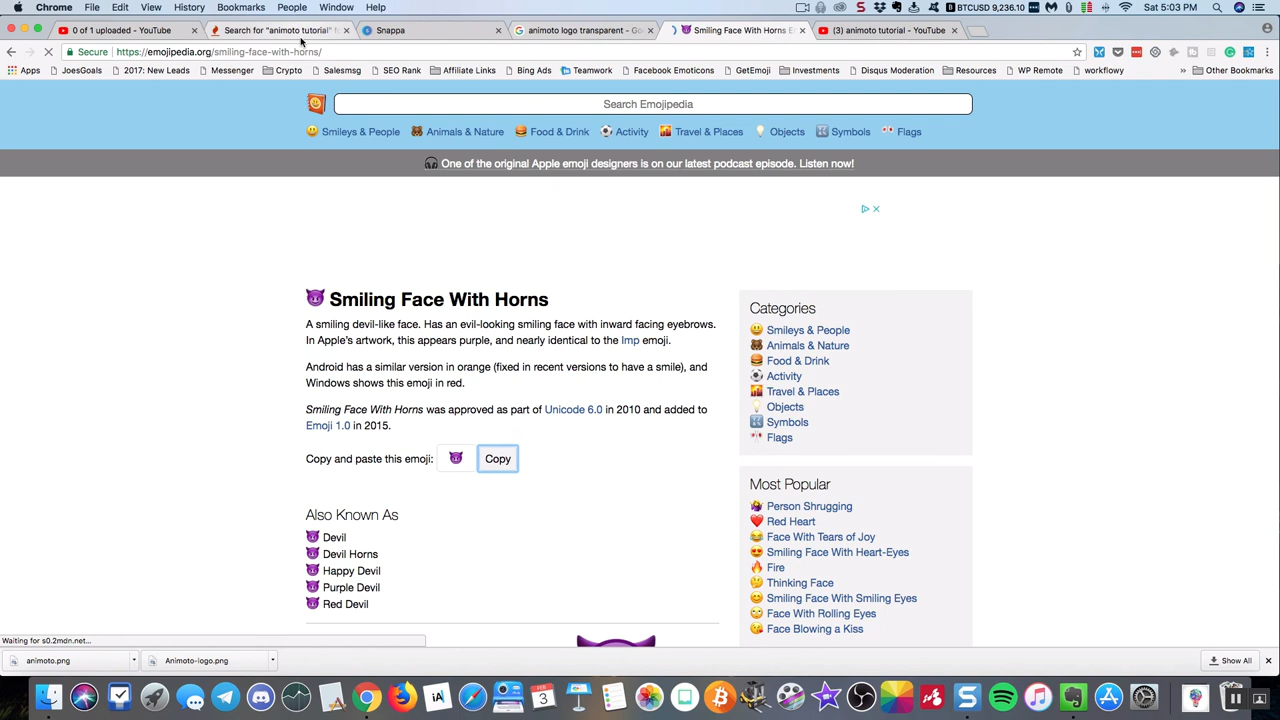 Chrome File Edit View History Bookmarks People Window Help BTCUSD 9,236.10 Sat 5:03 PM
0 of 1 uploaded - YouTube Search for "animoto tutorial" Snappa animoto logo transparent - Go Smiling Face With Horns E (3) animoto tutorial - YouTube
Secure https://emojipedia.org/smiling-face-with-horns/
Apps JoesGoals 2017: New Leads Messenger Crypto Salesmsg SEO Rank Affiliate Links Bing Ads Teamwork Facebook Emoticons GetEmoji Investments Disqus Moderation Resources WP Remote workflowy » Other Bookmarks
Search Emojipedia
Smileys & People Animals & Nature Food & Drink Activity Travel & Places Objects Symbols Flags
One of the original Apple emoji designers is on our latest podcast episode. Listen now!
Smiling Face With Horns
A smiling devil-like face. Has an evil-looking smiling face with inward facing eyebrows.
In Apple's artwork, this appears purple, and nearly identical to the Imp emoji.
Android has a similar version in orange (fixed in recent versions to have a smile), and
Windows shows this emoji in red.
Smiling Face With Horns was approved as part of Unicode 6.0 in 2010 and added to
Emoji 1.0 in 2015.
Copy and paste this emoji: Copy
Also Known As
Devil
Devil Horns
Happy Devil
Purple Devil
Red Devil
Categories
Smileys & People
Animals & Nature
Food & Drink
Activity
Travel & Places
Objects
Symbols
Flags
Most Popular
Person Shrugging
Red Heart
Face With Tears of Joy
Smiling Face With Heart-Eyes
Fire
Thinking Face
Smiling Face With Smiling Eyes
Face With Rolling Eyes
Face Blowing a Kiss
Waiting for s0.2mdn.net...
animoto.png Animoto-logo.png Show All